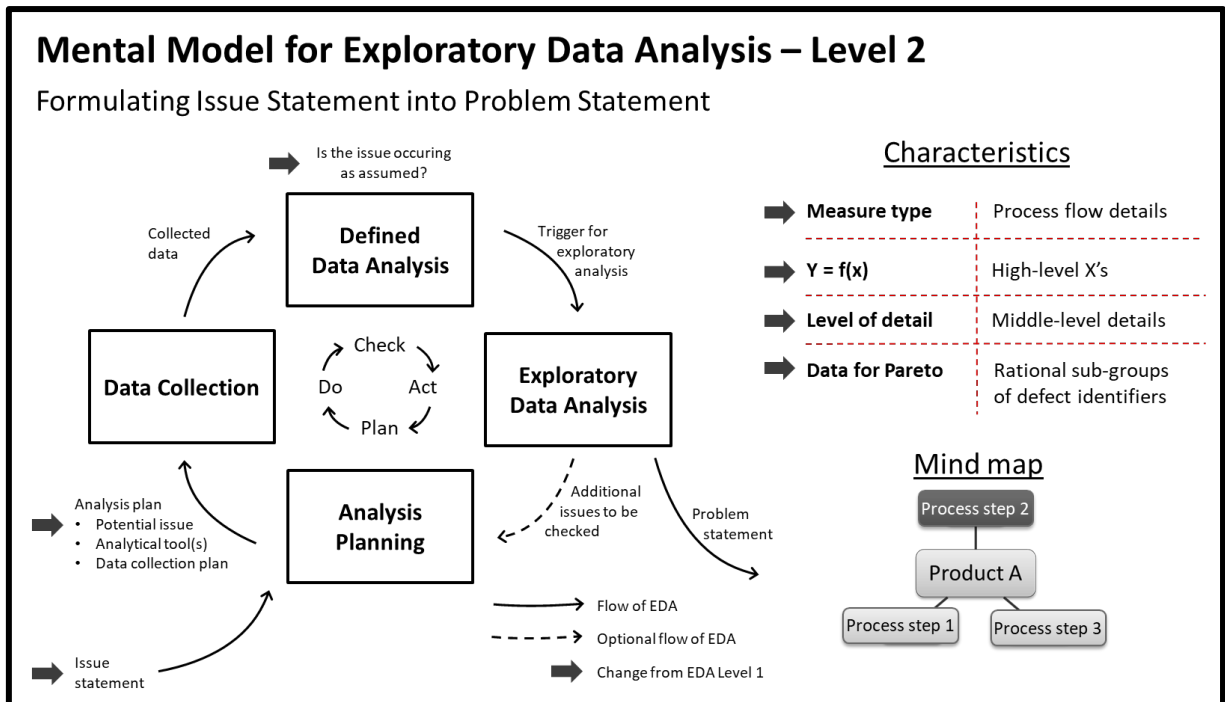 Mental Model for Exploratory Data Analysis – Level 2
Formulating Issue Statement into Problem Statement
Is the issue occuring
as assumed?
Collected
data
Defined
Data Analysis
Trigger for
exploratory
analysis
Data Collection
Check
Do
Act
Plan
Exploratory
Data Analysis
Analysis plan
• Potential issue
• Analytical tool(s)
• Data collection plan
Analysis
Planning
Additional
issues to be
checked
Problem
statement
Issue
statement
Flow of EDA
Optional flow of EDA
Change from EDA Level 1
Characteristics
Measure type
Process flow details
Y = f(x)
High-level X's
Level of detail
Middle-level details
Data for Pareto
Rational sub-groups
of defect identifiers
Mind map
Process step 2
Product A
Process step 1
Process step 3